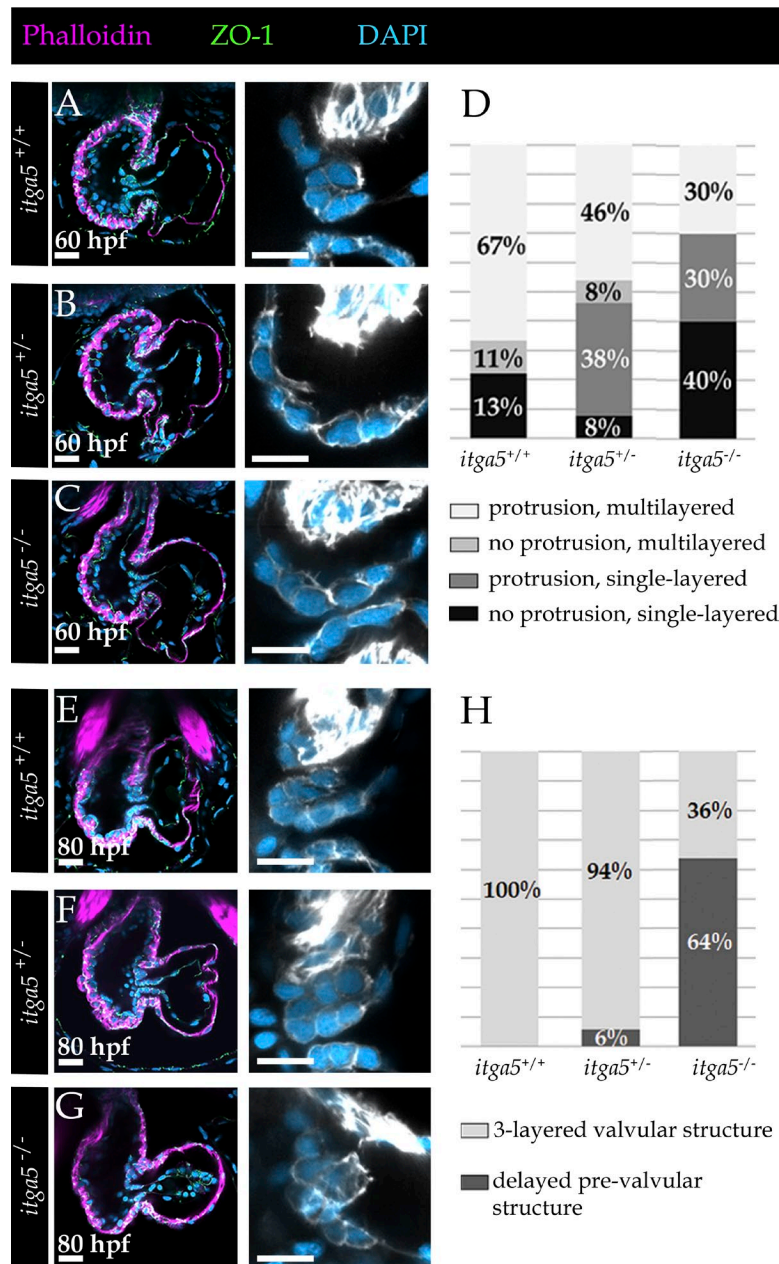 Phalloidin ZO-1 DAPI
itga5 +/+
A
60 hpf
itga5 +/-
B
60 hpf
itga5 -/-
C
60 hpf
D
67%
11%
13%
46%
8%
38%
8%
30%
30%
40%
itga5+/+ itga5+/- itga5-/-
protrusion, multilayered
no protrusion, multilayered
protrusion, single-layered
no protrusion, single-layered
itga5 +/+
E
80 hpf
itga5 +/-
F
80 hpf
itga5 -/-
G
80 hpf
H
100%
94%
6%
36%
64%
itga5+/+ itga5+/- itga5-/-
3-layered valvular structure
delayed pre-valvular
structure